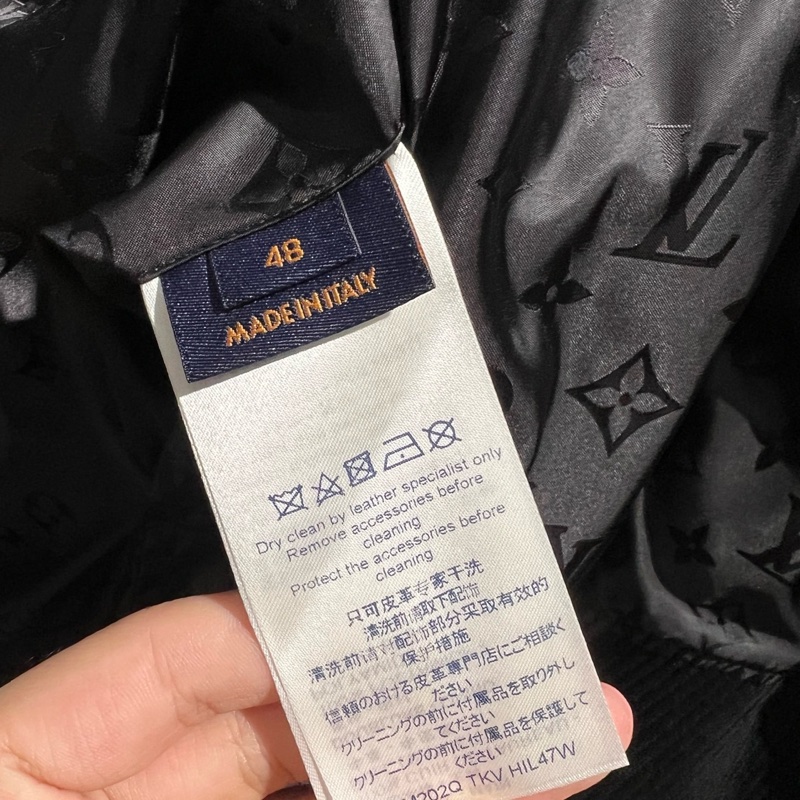 48
MADE IN ITALY
Dry clean by leather specialist only
Remove accessories before
cleaning
Protect the accessories before
cleaning
只可皮革专家干洗
清洗前请取下配饰
清洗前请对配饰部分采取有效的
保护措施
信頼のおける皮革専門店にご相談く
ださい
クリーニングの前に付属品を取り外し
てください
クリーニングの前に付属品を保護して
ください
4202Q TKV HIL47W
LV